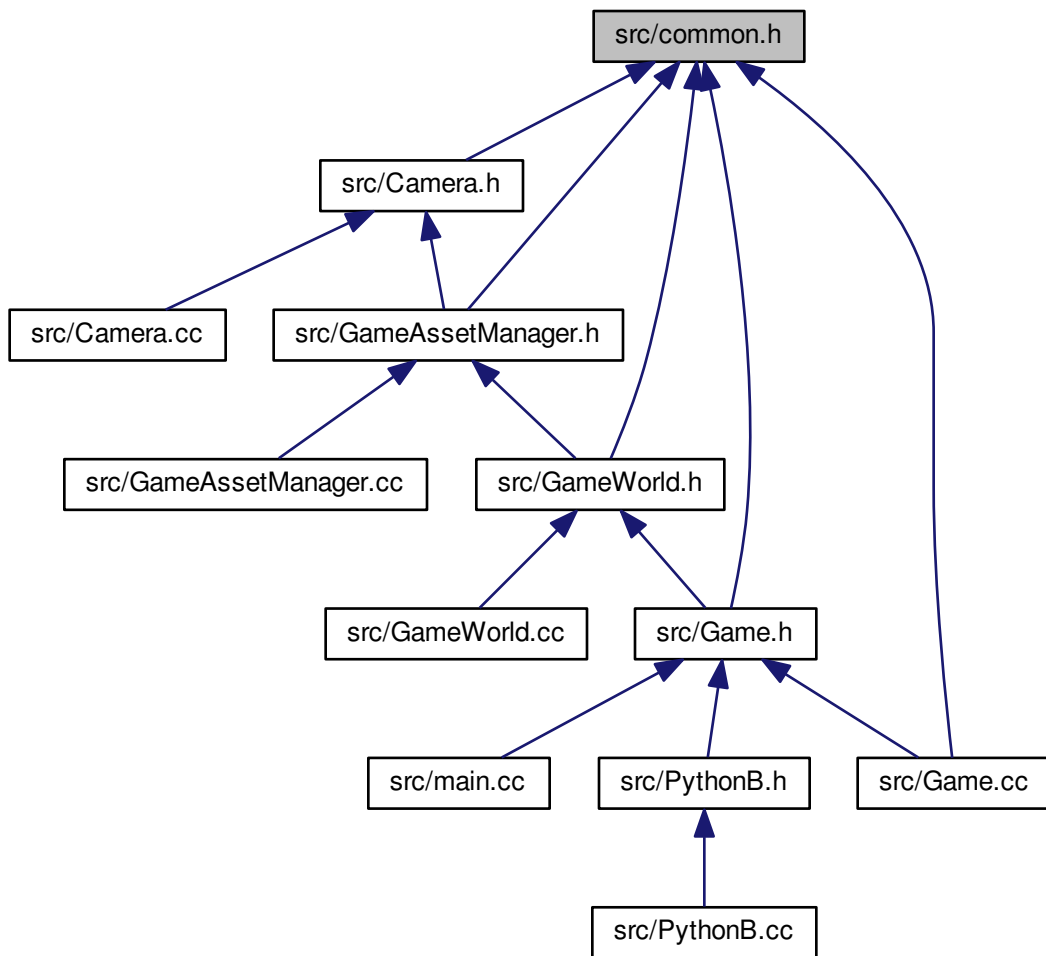 src/common.h
src/Camera.h
src/Camera.cc
src/GameAssetManager.h
src/GameAssetManager.cc
src/GameWorld.h
src/GameWorld.cc
src/Game.h
src/main.cc
src/PythonB.h
src/Game.cc
src/PythonB.cc